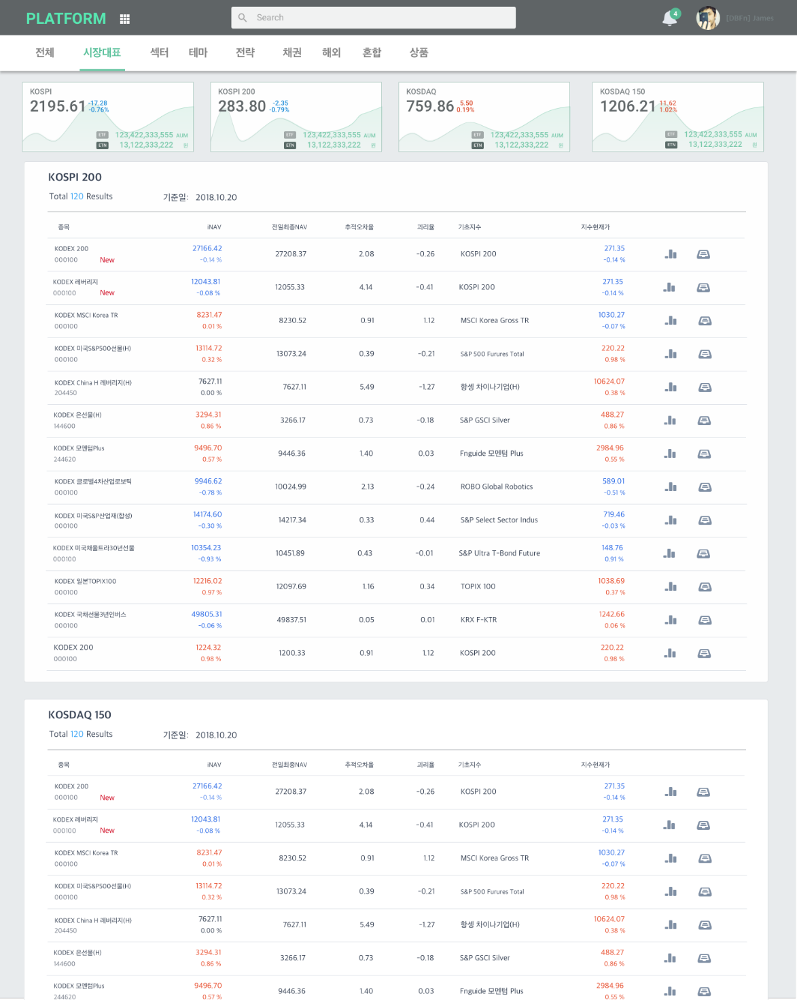 PLATFORM
Search
4
[DBFn] James
전체 시장대표 섹터 테마 전략 채권 해외 혼합 상품
KOSPI
2195.61 -17.28 -0.76%
ETF 123,422,333,555 AUM
ETN 13,122,333,222 원
KOSPI 200
283.80 -2.35 -0.79%
ETF 123,422,333,555 AUM
ETN 13,122,333,222 원
KOSDAQ
759.86 5.50 0.19%
ETF 123,422,333,555 AUM
ETN 13,122,333,222 원
KOSDAQ 150
1206.21 11,62 1.02%
ETF 123,422,333,555 AUM
ETN 13,122,333,222 원
KOSPI 200
Total 120 Results 기준일: 2018.10.20
종목 iNAV 전일최종NAV 추적오차율 괴리율 기초지수 지수현재가
KODEX 200 27166.42 271.35
27208.37 2.08 -0.26 KOSPI 200
000100 New -0.14 % -0.14 %
KODEX 레버리지 12043.81 271.35
12055.33 4.14 -0.41 KOSPI 200
000100 New -0.08 % -0.14 %
KODEX MSCI Korea TR 8231.47 1030.27
8230.52 0.91 1.12 MSCI Korea Gross TR
000100 0.01 % -0.07 %
KODEX 미국S&P500선물(H) 13114.72 220.22
13073.24 0.39 -0.21 S&P 500 Furures Total
000100 0.32 % 0.98 %
KODEX China H 레버리지(H) 7627.11 10624.07
7627.11 5.49 -1.27 항셍 차이나기업(H)
204450 0.00 % 0.38 %
KODEX 은선물(H) 3294.31 488.27
3266.17 0.73 -0.18 S&P GSCI Silver
144600 0.86 % 0.86 %
KODEX 모멘텀Plus 9496.70 2984.96
9446.36 1.40 0.03 Fnguide 모멘텀 Plus
244620 0.57 % 0.55 %
KODEX 글로벌4차산업로보틱 9946.62 589.01
10024.99 2.13 -0.24 ROBO Global Robotics
000100 -0.78 % -0.51 %
KODEX 미국S&P산업재(합성) 14174.60 719.46
14217.34 0.33 0.44 S&P Select Sector Indus
000100 -0.30 % -0.03 %
KODEX 미국채울트라30년선물 10354.23 148.76
10451.89 0.43 -0.01 S&P Ultra T-Bond Future
000100 -0.93 % 0.91 %
KODEX 일본TOPIX100 12216.02 1038.69
12097.69 1.16 0.34 TOPIX 100
000100 0.97 % 0.37 %
KODEX 국채선물3년인버스 49805.31 1242.66
49837.51 0.05 0.01 KRX F-KTR
000100 -0.06 % 0.06 %
KODEX 200 1224.32 220.22
1200.33 0.91 1.12 KOSPI 200
000100 0.98 % 0.98 %
KOSDAQ 150
Total 120 Results 기준일: 2018.10.20
종목 iNAV 전일최종NAV 추적오차율 괴리율 기초지수 지수현재가
KODEX 200 27166.42 271.35
27208.37 2.08 -0.26 KOSPI 200
000100 New -0.14 % -0.14 %
KODEX 레버리지 12043.81 271.35
12055.33 4.14 -0.41 KOSPI 200
000100 New -0.08 % -0.14 %
KODEX MSCI Korea TR 8231.47 1030.27
8230.52 0.91 1.12 MSCI Korea Gross TR
000100 0.01 % -0.07 %
KODEX 미국S&P500선물(H) 13114.72 220.22
13073.24 0.39 -0.21 S&P 500 Furures Total
000100 0.32 % 0.98 %
KODEX China H 레버리지(H) 7627.11 10624.07
7627.11 5.49 -1.27 항셍 차이나기업(H)
204450 0.00 % 0.38 %
KODEX 은선물(H) 3294.31 488.27
3266.17 0.73 -0.18 S&P GSCI Silver
144600 0.86 % 0.86 %
KODEX 모멘텀Plus 9496.70 2984.96
9446.36 1.40 0.03 Fnguide 모멘텀 Plus
244620 0.57 % 0.55 %